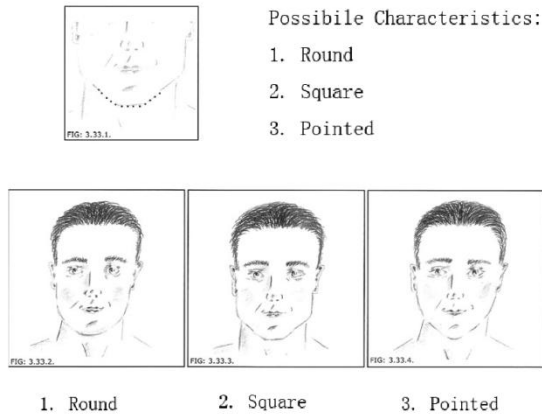 Possibile Characteristics:
1. Round
2. Square
3. Pointed
FIG: 3.33.1.
FIG: 3.33.2.
FIG: 3.33.3.
FIG: 3.33.4.
1. Round
2. Square
3. Pointed